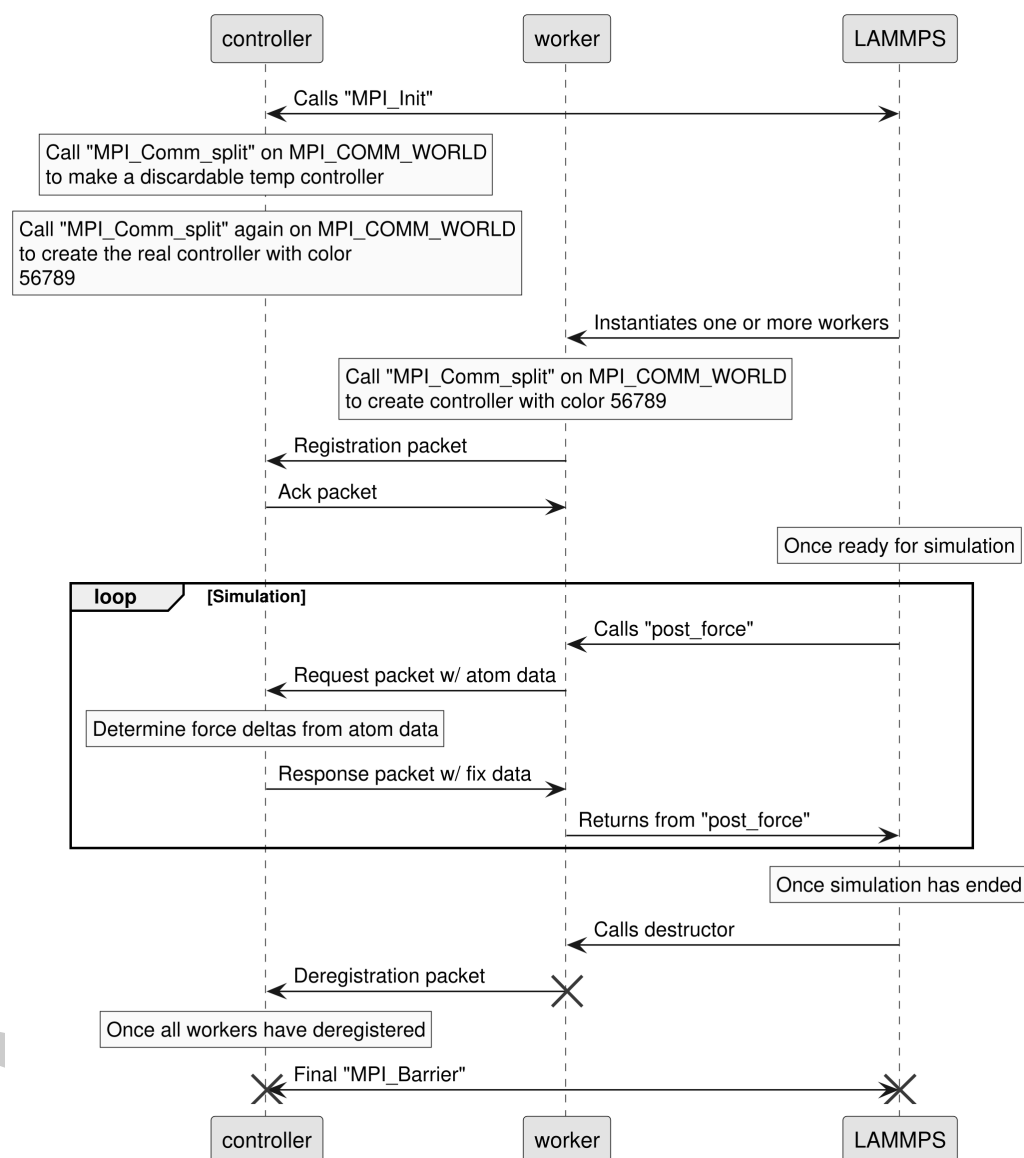 controller
worker
LAMMPS
Calls "MPI_Init"
Call "MPI_Comm_split" on MPI_COMM_WORLD
to make a discardable temp controller
Call "MPI_Comm_split" again on MPI_COMM_WORLD
to create the real controller with color
56789
Instantiates one or more workers
Call "MPI_Comm_split" on MPI_COMM_WORLD
to create controller with color 56789
Registration packet
Ack packet
Once ready for simulation
loop
[Simulation]
Calls "post_force"
Request packet w/ atom data
Determine force deltas from atom data
Response packet w/ fix data
Returns from "post_force"
Once simulation has ended
Calls destructor
Deregistration packet
Once all workers have deregistered
Final "MPI_Barrier"
controller
worker
LAMMPS